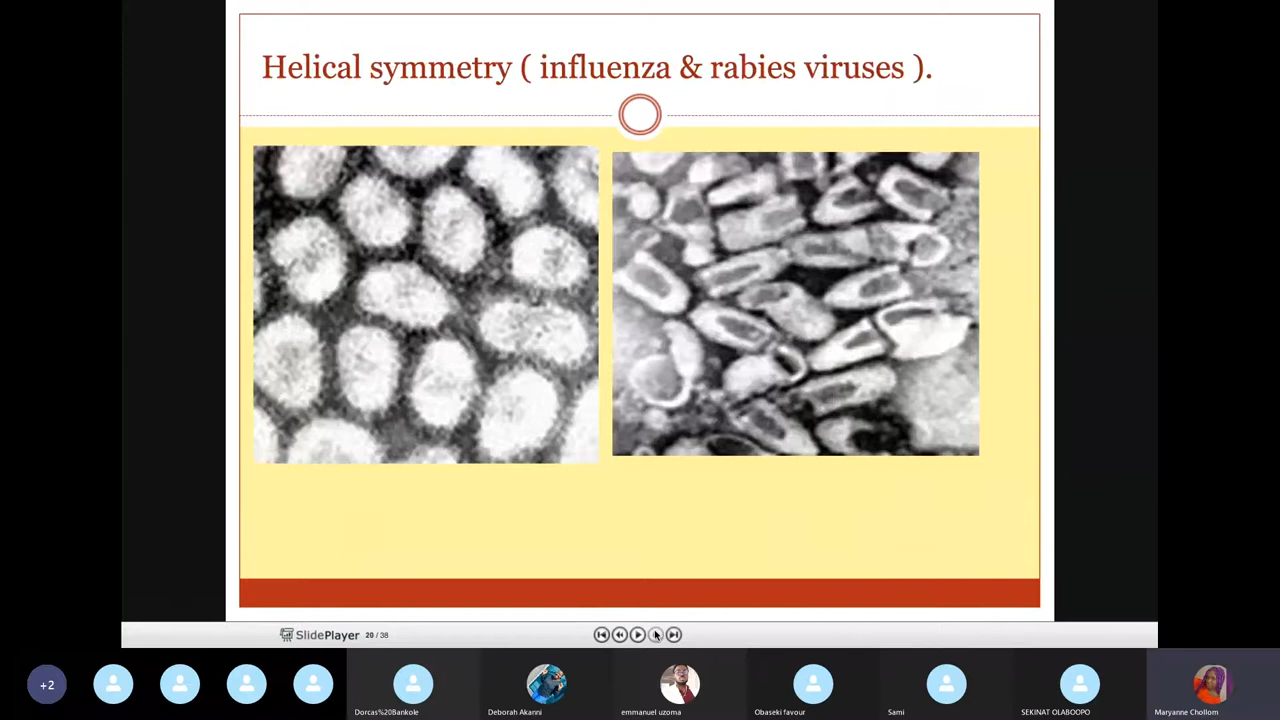 Helical symmetry ( influenza & rabies viruses ).
SlidePlayer 20 / 38
+2
Dorcas%20Bankole
Deborah Akanni
emmanuel uzoma
Obaseki favour
Sami
SEKINAT OLABOOPO
Maryanne Chollom